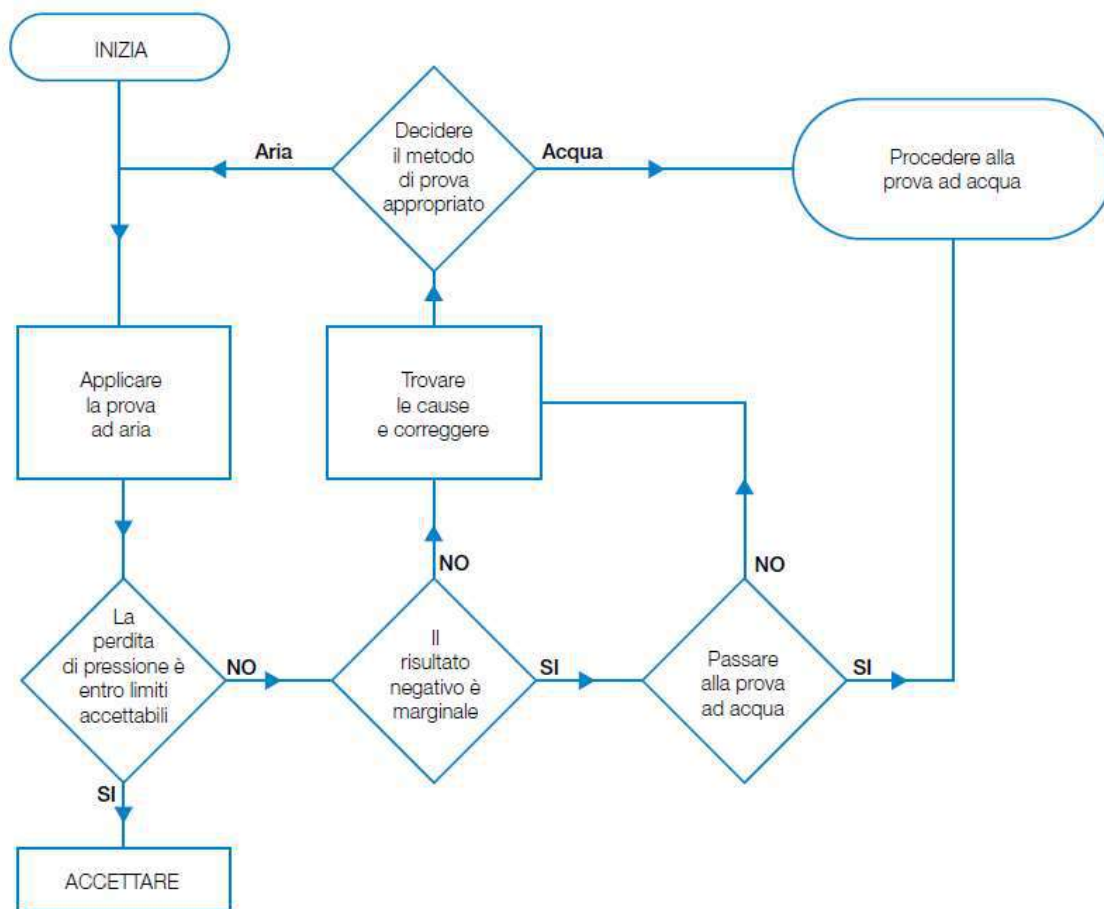 INIZIA
Decidere
il metodo
di prova
appropriato
Aria
Acqua
Procedere alla
prova ad acqua
Applicare
la prova
ad aria
Trovare
le cause
e correggere
La
perdita
di pressione è
entro limiti
accettabili
NO
SI
Il
risultato
negativo è
marginale
NO
SI
Passare
alla prova
ad acqua
NO
SI
ACCETTARE